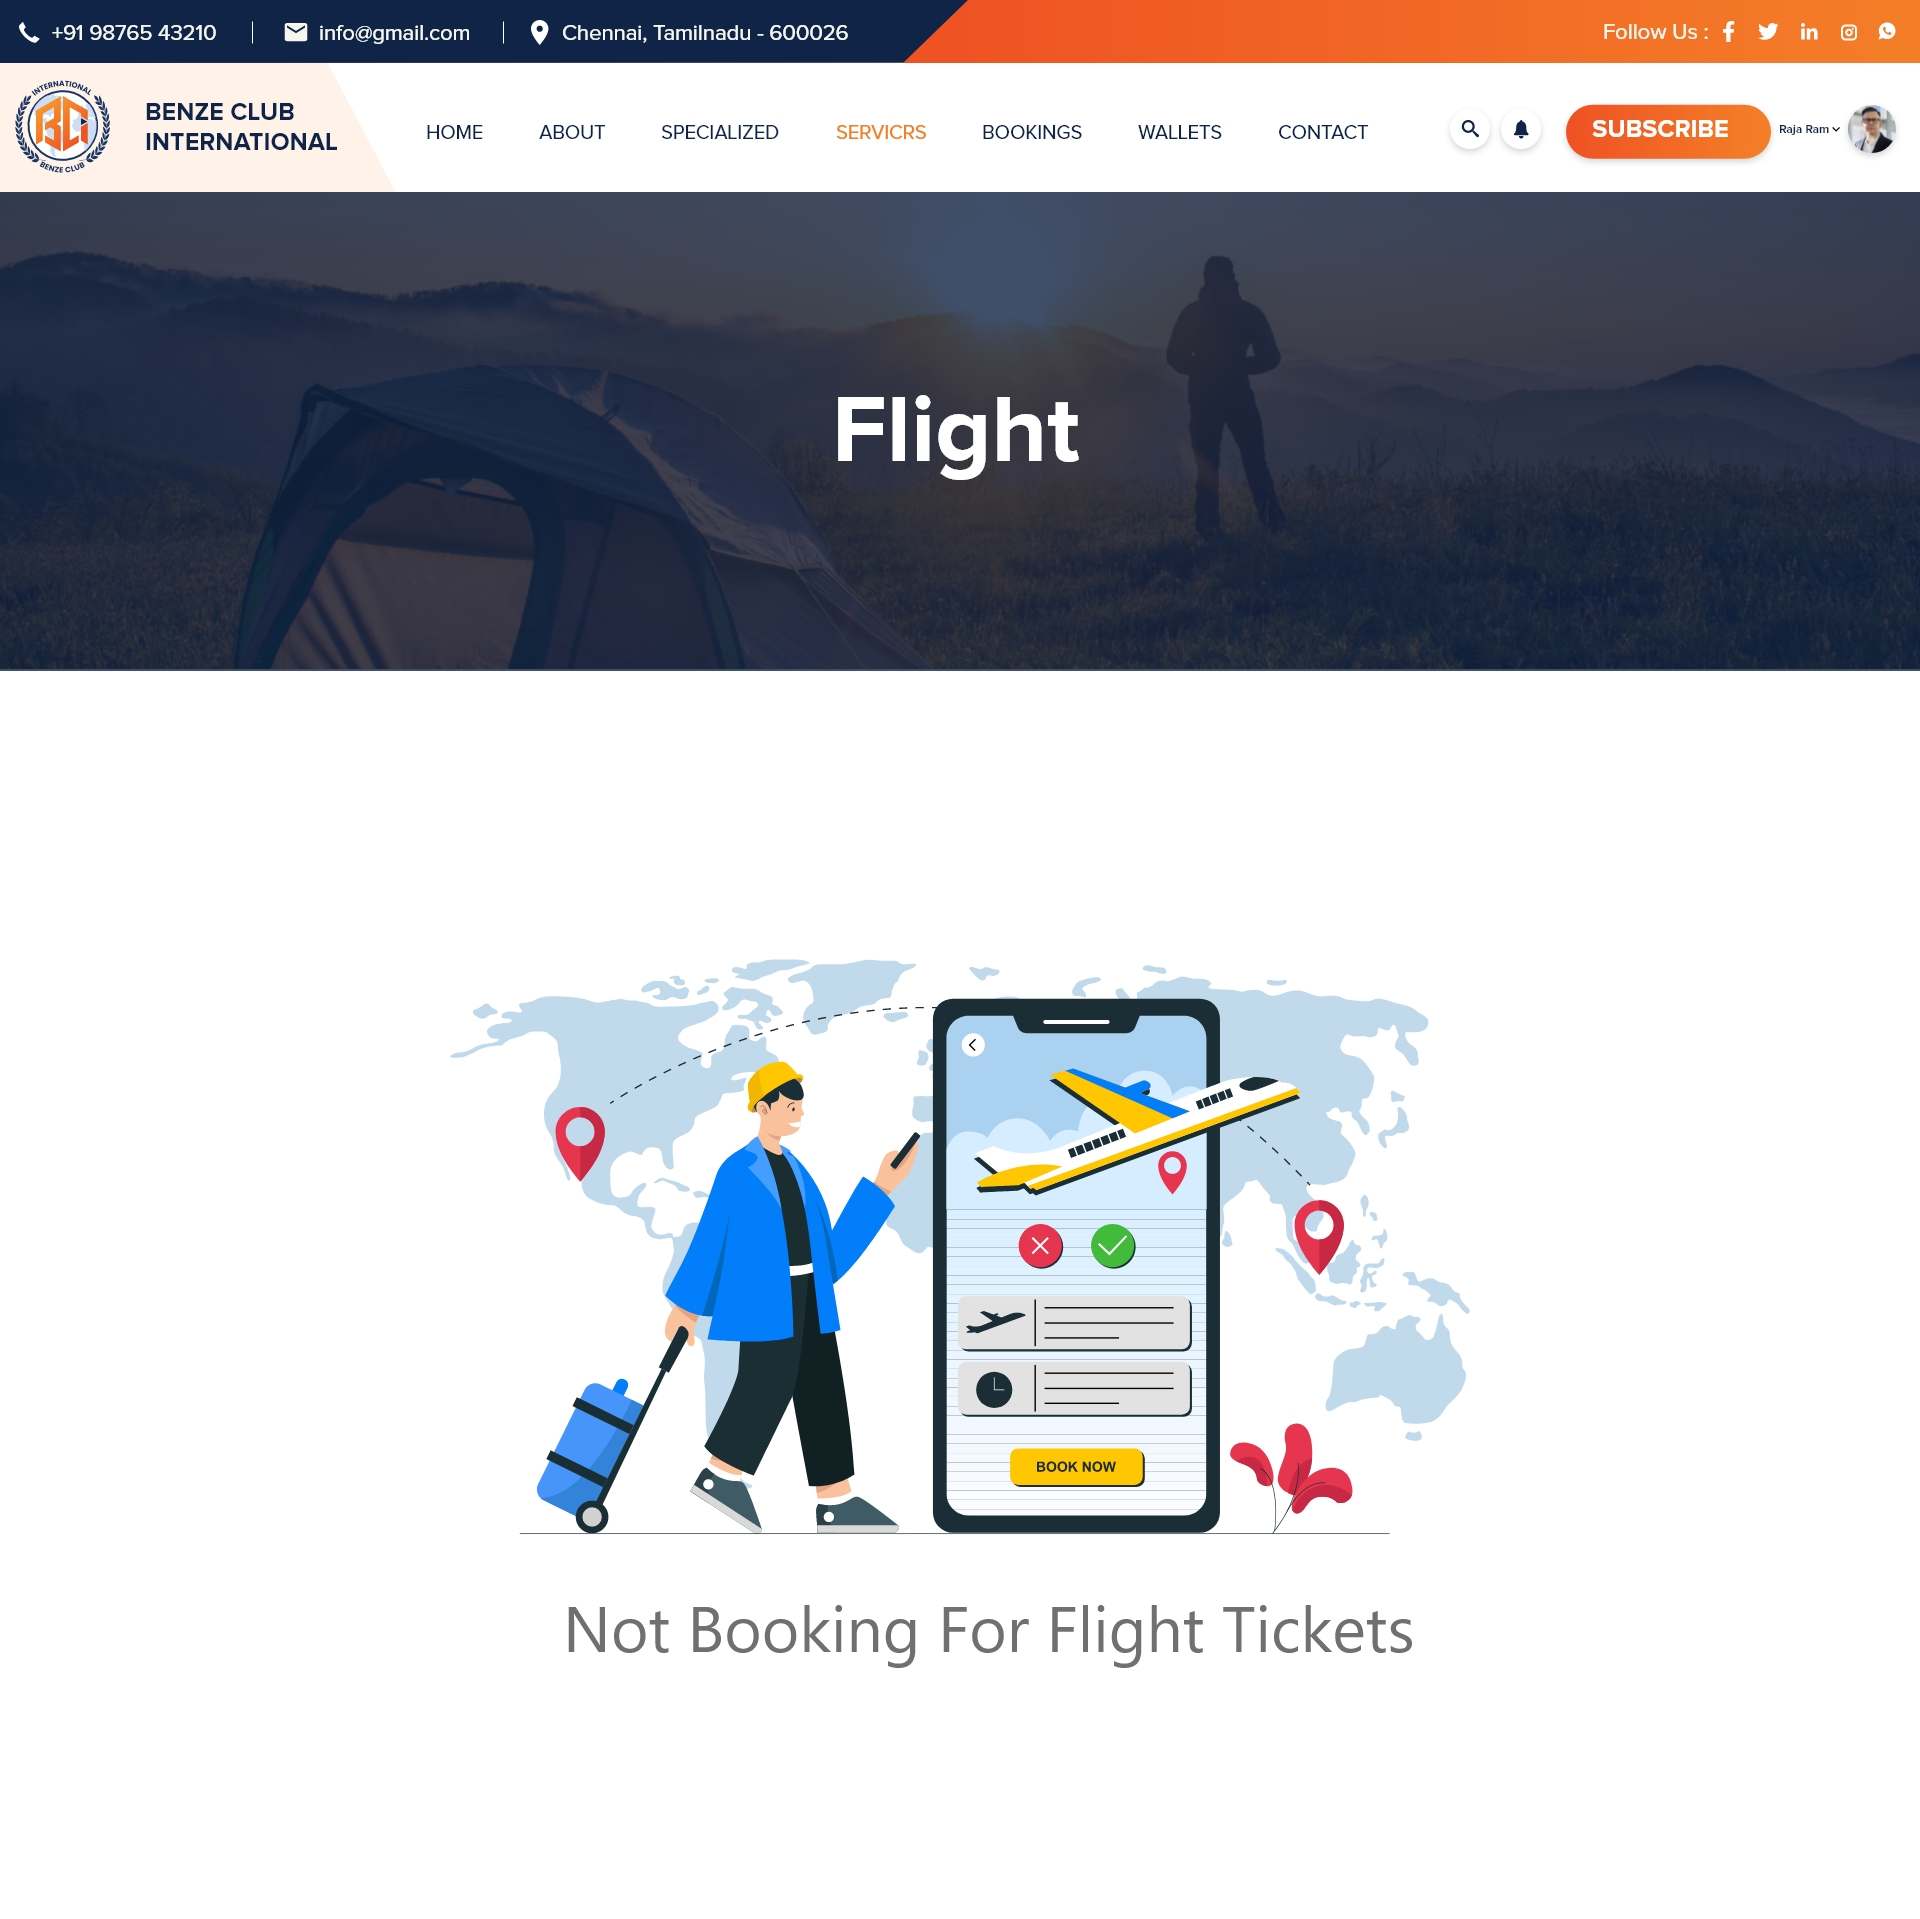 +91 98765 43210
info@gmail.com
Chennai, Tamilnadu - 600026
Follow Us :
INTERNATIONAL
BCI
BENZE CLUB
BENZE CLUB
INTERNATIONAL
HOME
ABOUT
SPECIALIZED
SERVICRS
BOOKINGS
WALLETS
CONTACT
SUBSCRIBE
Raja Ram
Flight
BOOK NOW
Not Booking For Flight Tickets